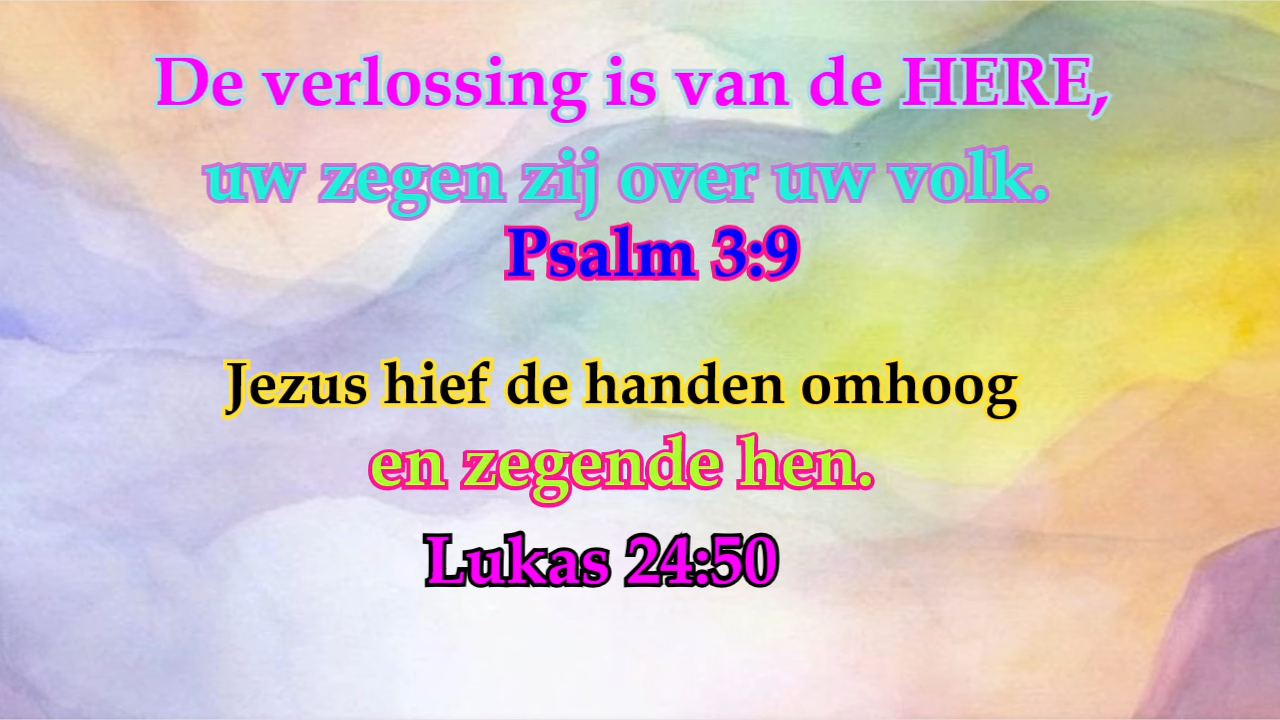 De verlossing is van de HERE,
uw zegen zij over uw volk.
Psalm 3:9
Jezus hief de handen omhoog
en zegende hen.
Lukas 24:50